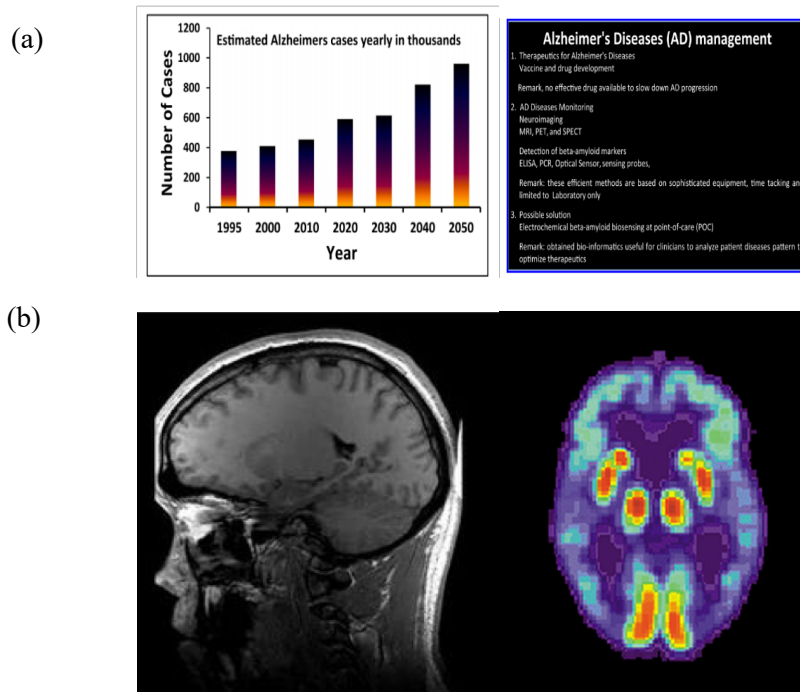 (a)
Estimated Alzheimers cases yearly in thousands
Number of Cases
1200
1000
800
600
400
200
0
1995 2000 2010 2020 2030 2040 2050
Year
Alzheimer's Diseases (AD) management
1. Therapeutics for Alzheimer's Diseases
Vaccine and drug development
Remark, no effective drug available to slow down AD progression
2. AD Diseases Monitoring
Neuroimaging
MRI, PET, and SPECT
Detection of beta-amyloid markers
ELISA, PCR, Optical Sensor, sensing probes,
Remark: these efficient methods are based on sophisticated equipment, time tacking an
limited to Laboratory only
3. Possible solution
Electrochemical beta-amyloid biosensing at point-of-care (POC)
Remark: obtained bio-informatics useful for clinicians to analyze patient diseases pattern t
optimize therapeutics
(b)